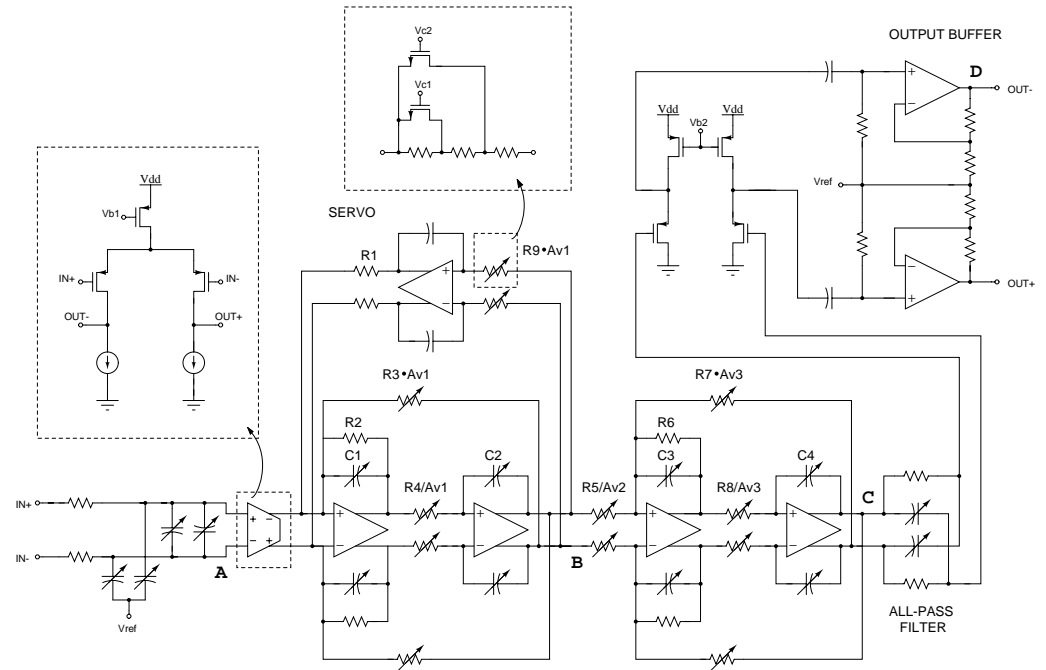 Vc2
Vc1
OUTPUT BUFFER
D
OUT-
Vdd
Vdd
Vb2
Vref
OUT+
Vdd
Vb1
IN+
IN-
OUT-
OUT+
SERVO
R1
R9•Av1
R3•Av1
R7•Av3
R2
C1
C2
R6
C3
C4
R4/Av1
R5/Av2
R8/Av3
C
IN+
IN-
A
B
Vref
ALL-PASS
FILTER
+
−
+
−
+
−
+
−
+
−
+
−
+
−
+
−
+
−